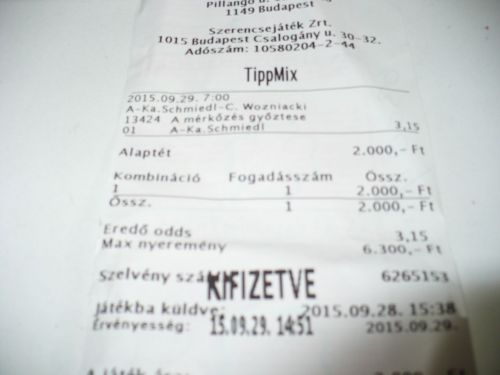 Pillangó u.
1149 Budapest
Szerencsejáték Zrt.
1015 Budapest Csalogány u. 30-32.
Adószám: 10580204-2-44
TippMix
2015.09.29. 7:00
A-Ka.Schmiedl-C. Wozniacki
13424 A mérkőzés győztese
01 A-Ka.Schmiedl 3,15
Alaptét 2.000,- Ft
Kombináció Fogadásszám Össz.
1 1 2.000,- Ft
Össz. 1 2.000,- Ft
Eredő odds 3,15
Max nyeremény 6.300,- Ft
Szelvény 6265153
KIFIZETVE
Játékba küldve: 2015.09.28. 15:38
Érvényesség: 15.09.29. 14:51 2015.09.29.
A játék